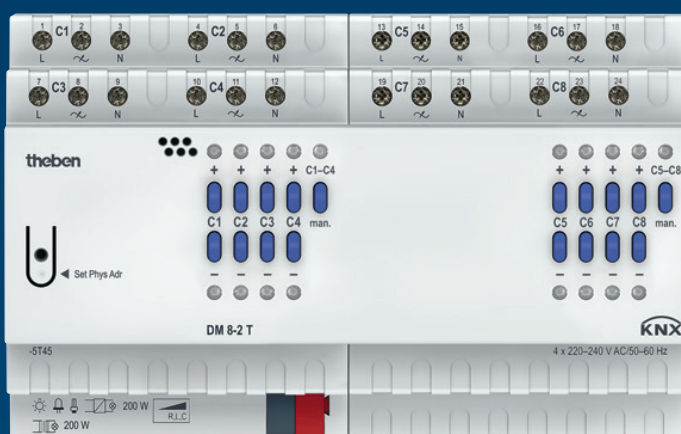 1 2 3 4 5 6 13 14 15 16 17 18
C1 C2 C5 C6
L N L N L N L N
7 8 9 10 11 12 19 20 21 22 23 24
C3 C4 C7 C8
L N L N L N L N
theben
+ + + + C1–C4
+ + + + C5–C8
C1 C2 C3 C4 man.
C5 C6 C7 C8 man.
Set Phys Adr
– – – –
– – – –
DM 8-2 T
KNX
-5T45
4 x 220–240 V AC/50–60 Hz
200 W
R,L,C
200 W